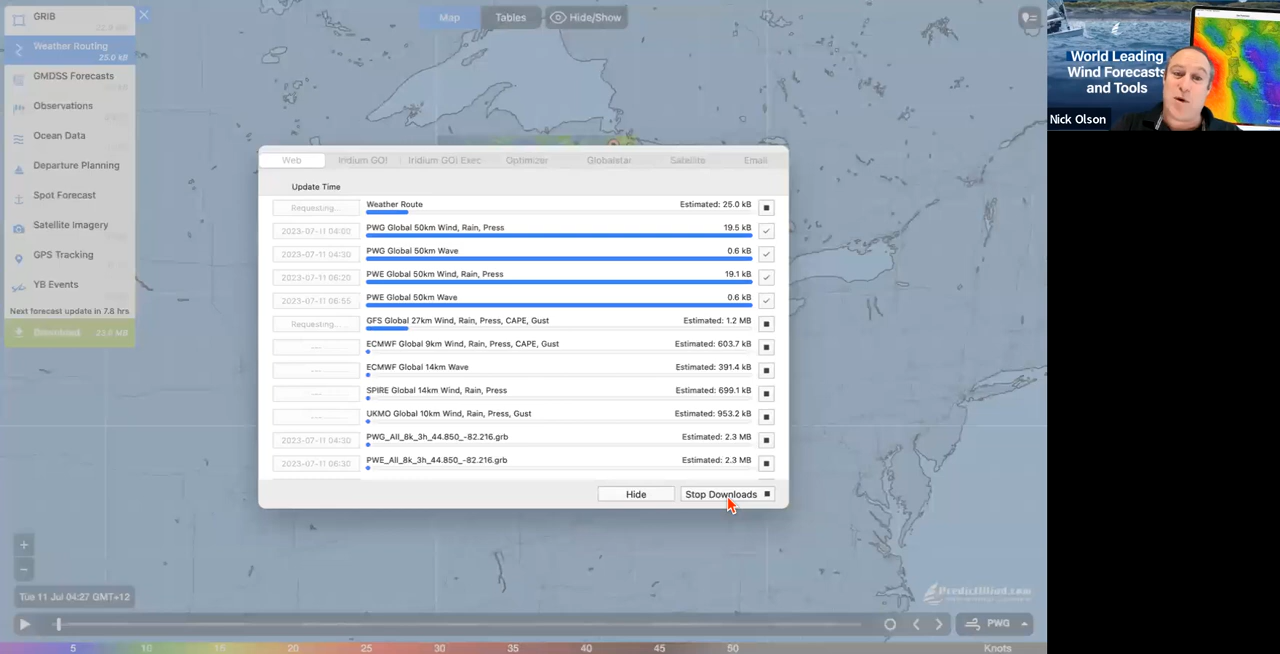 GRIB
Weather Routing
25.0 kB
GMDSS Forecasts
Observations
Ocean Data
Departure Planning
Spot Forecast
Satellite Imagery
GPS Tracking
YB Events
Next forecast update in 7.8 hrs
Download
Map
Tables
Hide/Show
Web
Iridium GO!
Iridium GO! Exec
Optimizer
Globalstar
Satellite
Email
Update Time
Requesting...
Weather Route
Estimated: 25.0 kB
2023-07-11 04:00
PWG Global 50km Wind, Rain, Press
19.5 kB
2023-07-11 04:30
PWG Global 50km Wave
0.6 kB
2023-07-11 06:20
PWE Global 50km Wind, Rain, Press
19.1 kB
2023-07-11 06:55
PWE Global 50km Wave
0.6 kB
Requesting...
GFS Global 27km Wind, Rain, Press, CAPE, Gust
Estimated: 1.2 MB
---
ECMWF Global 9km Wind, Rain, Press, CAPE, Gust
Estimated: 603.7 kB
---
ECMWF Global 14km Wave
Estimated: 391.4 kB
---
SPIRE Global 14km Wind, Rain, Press
Estimated: 699.1 kB
---
UKMO Global 10km Wind, Rain, Press, Gust
Estimated: 953.2 kB
2023-07-11 04:30
PWG_All_8k_3h_44.850_-82.216.grb
Estimated: 2.3 MB
2023-07-11 06:30
PWE_All_8k_3h_44.850_-82.216.grb
Estimated: 2.3 MB
Hide
Stop Downloads
Tue 11 Jul 04:27 GMT+12
PredictWind.com
PWG
5 10 15 20 25 30 35 40 45 50 Knots
World Leading
Wind Forecasts
and Tools
Nick Olson